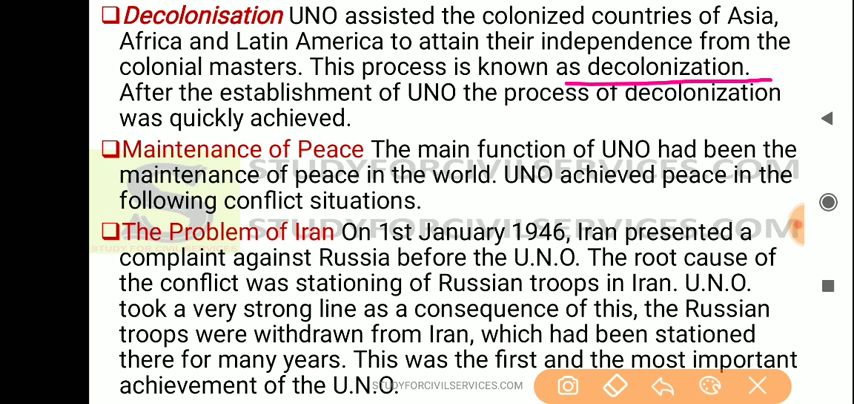 ❑Decolonisation UNO assisted the colonized countries of Asia,
Africa and Latin America to attain their independence from the
colonial masters. This process is known as decolonization.
After the establishment of UNO the process of decolonization
was quickly achieved.
❑Maintenance of Peace The main function of UNO had been the
maintenance of peace in the world. UNO achieved peace in the
following conflict situations.
❑The Problem of Iran On 1st January 1946, Iran presented a
complaint against Russia before the U.N.O. The root cause of
the conflict was stationing of Russian troops in Iran. U.N.O.
took a very strong line as a consequence of this, the Russian
troops were withdrawn from Iran, which had been stationed
there for many years. This was the first and the most important
achievement of the U.N.O.
STUDYFORCIVILSERVICES.COM
STUDYFORCIVILSERVICES.COM
S
STUDY FOR CIVIL SERVICES
STUDYFORCIVILSERVICES.COM